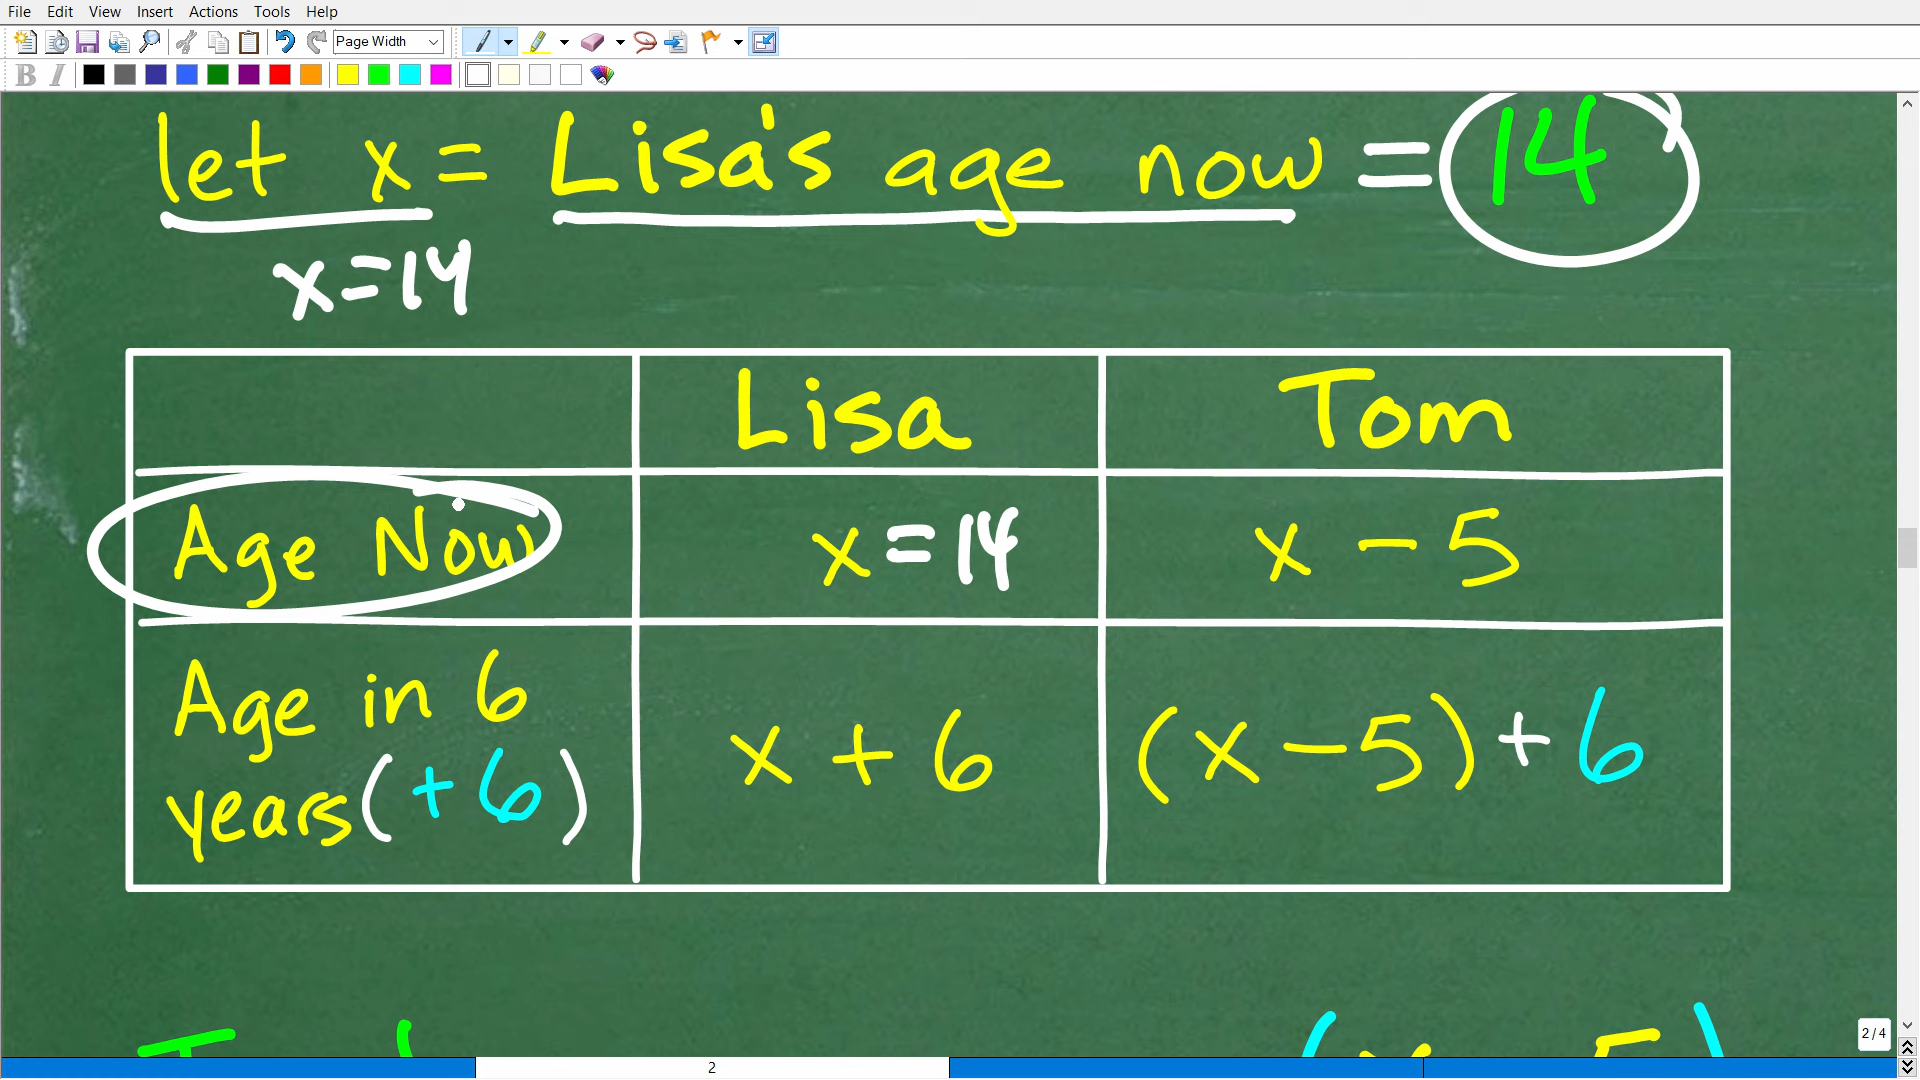 File Edit View Insert Actions Tools Help
Page Width
B I
let x = Lisa's age now = 14
x=14
Lisa Tom
Age Now x = 14 x - 5
Age in 6
years (+6) x + 6 (x-5) + 6
2/4
2